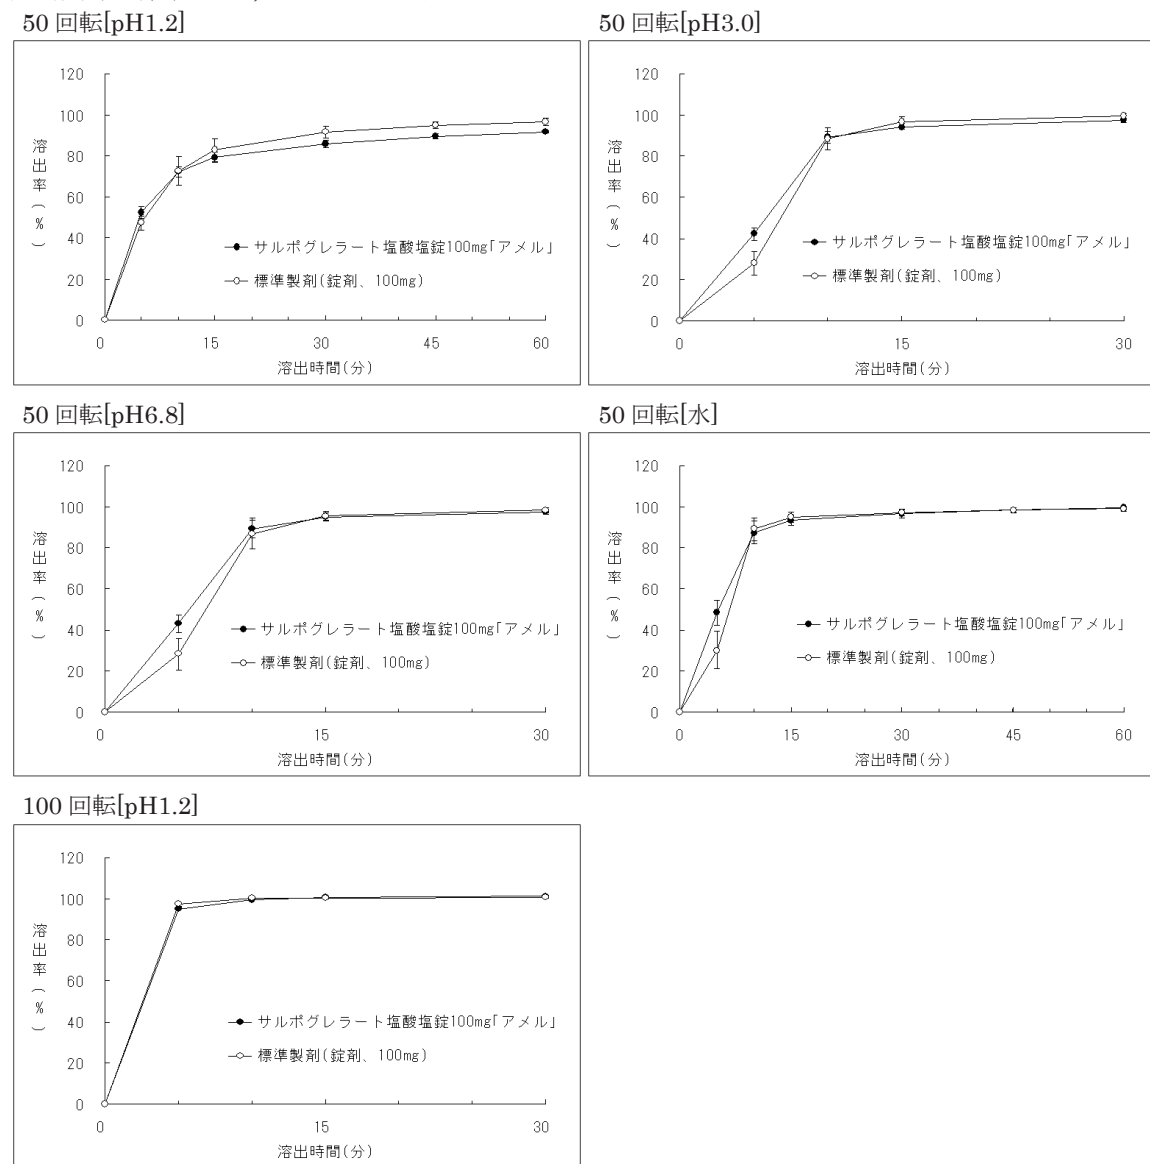 50 回転[pH1.2]
120
100
80
60
40
20
0
溶出率(%)
サルポグレラート塩酸塩錠100mg「アメル」
標準製剤(錠剤、100mg)
0 15 30 45 60
溶出時間(分)
50 回転[pH3.0]
120
100
80
60
40
20
0
溶出率(%)
サルポグレラート塩酸塩錠100mg「アメル」
標準製剤(錠剤、100mg)
0 15 30
溶出時間(分)
50 回転[pH6.8]
120
100
80
60
40
20
0
溶出率(%)
サルポグレラート塩酸塩錠100mg「アメル」
標準製剤(錠剤、100mg)
0 15 30
溶出時間(分)
50 回転[水]
120
100
80
60
40
20
0
溶出率(%)
サルポグレラート塩酸塩錠100mg「アメル」
標準製剤(錠剤、100mg)
0 15 30 45 60
溶出時間(分)
100 回転[pH1.2]
120
100
80
60
40
20
0
溶出率(%)
サルポグレラート塩酸塩錠100mg「アメル」
標準製剤(錠剤、100mg)
0 15 30
溶出時間(分)